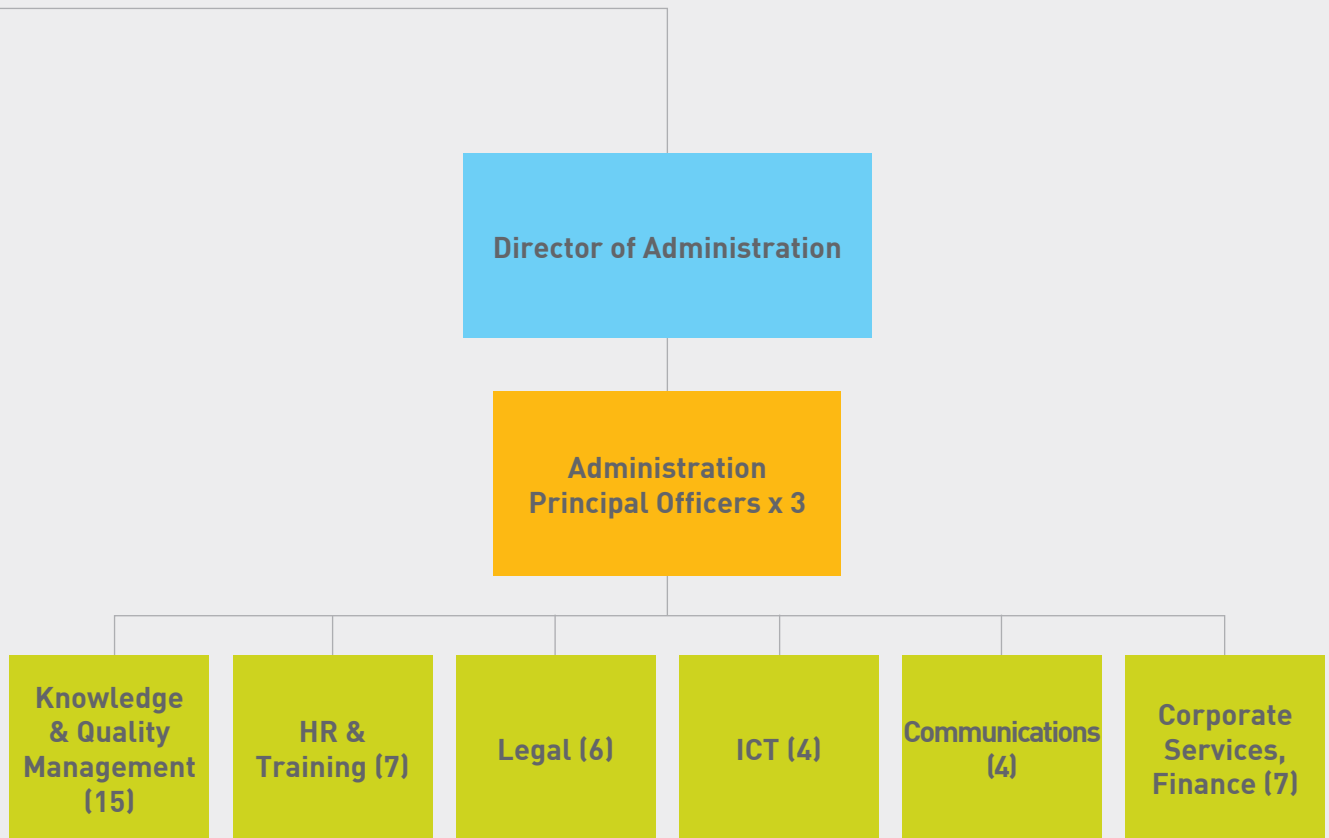 Director of Administration
Administration
Principal Officers x 3
Knowledge
& Quality
Management
(15)
HR &
Training (7)
Legal (6)
ICT (4)
Communications
(4)
Corporate
Services,
Finance (7)